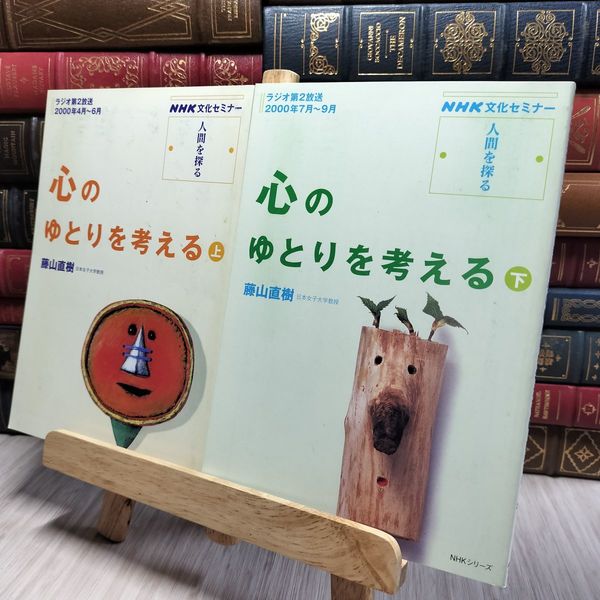 ラジオ第2放送
2000年4月~6月
NHK文化セミナー
人間を探る
心の
ゆとりを考える 上
藤山直樹 日本女子大学教授
ラジオ第2放送
2000年7月~9月
NHK文化セミナー
人間を探る
心の
ゆとりを考える 下
藤山直樹 日本女子大学教授
NHKシリーズ
GIOVANNI
BOCCACCIO
THE
DECAMERON